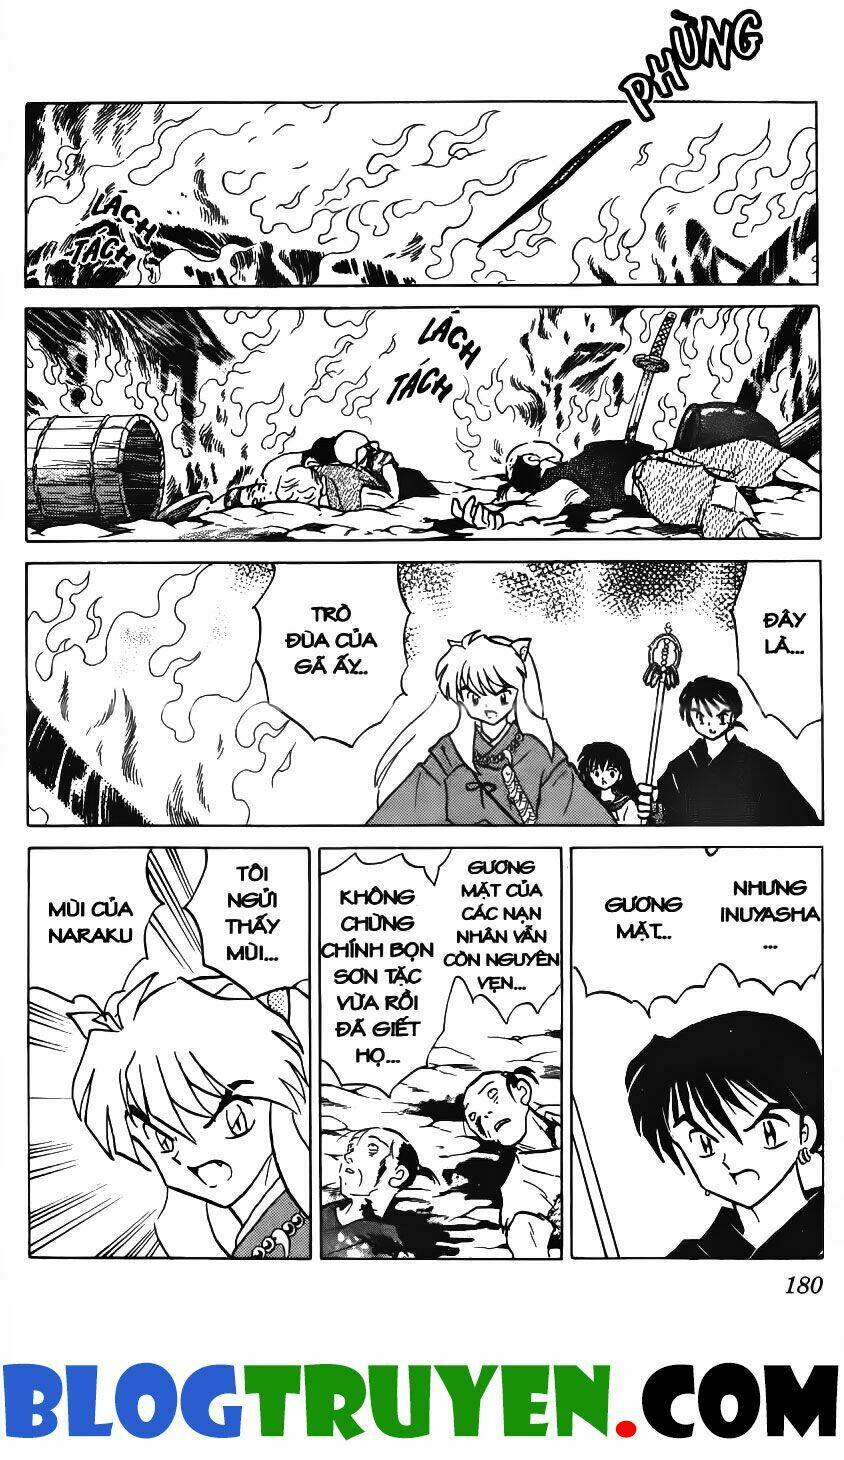 PHÙNG
LÁCH
TÁCH
LÁCH
TÁCH
TRÒ
ĐÙA CỦA
GÃ ẤY...
ĐÂY
LÀ...
MÙI CỦA
NARAKU
TÔI
NGỬI
THẤY
MÙI...
KHÔNG
CHỪNG
CHÍNH BỌN
SƠN TẶC
VỪA RỒI
ĐÃ GIẾT
HỌ...
GƯƠNG
MẶT CỦA
CÁC NẠN
NHÂN VẪN
CÒN NGUYÊN
VẸN...
GƯƠNG
MẶT...
NHƯNG
INUYASHA
...
180
BLOGTRUYEN.COM